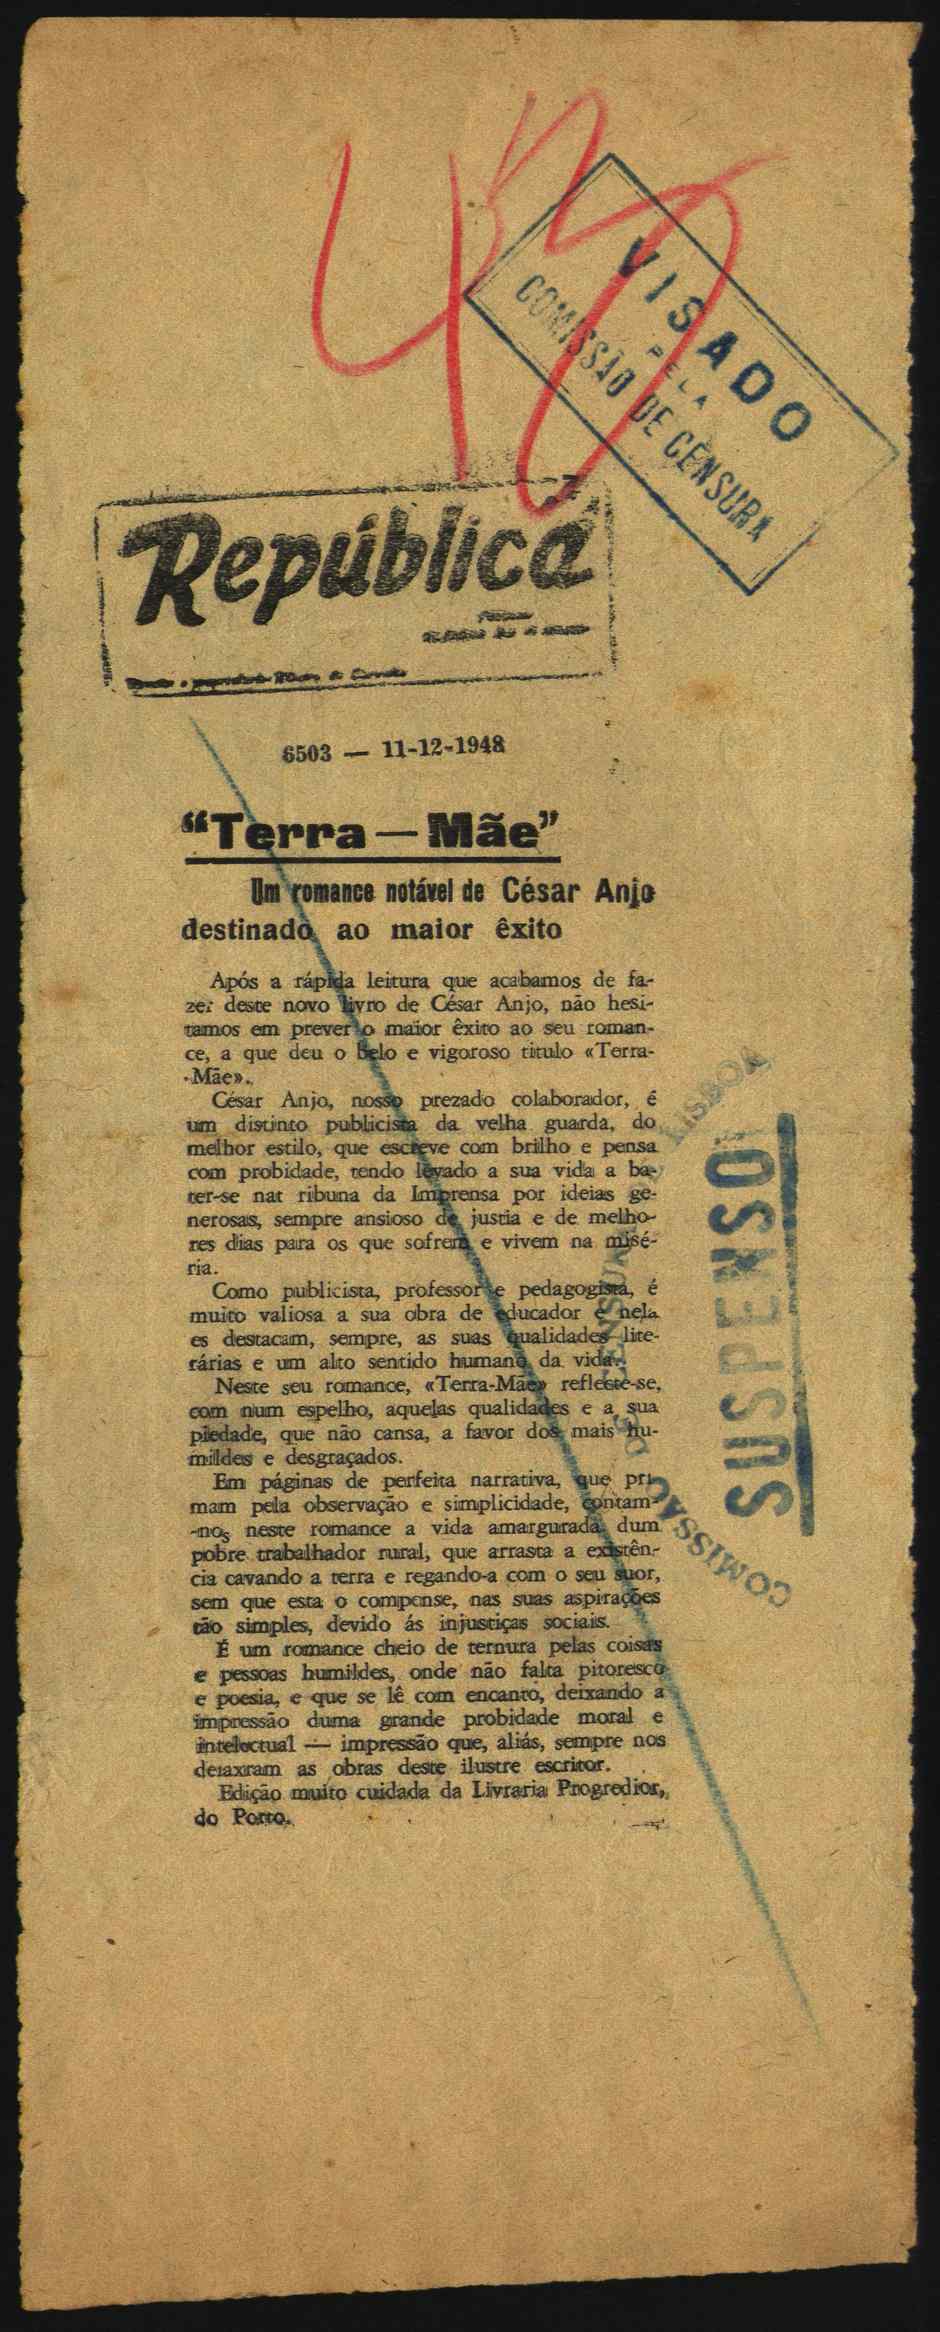 VISADO
PELA
COMISSÃO DE CENSURA
República
6503 — 11-12-1948
“Terra — Mãe”
Um romance notável de César Anjo
destinado ao maior êxito
Após a rápida leitura que acabamos de fa-
zer deste novo livro de César Anjo, não hesi-
tamos em prever o maior êxito ao seu roman-
ce, a que deu o belo e vigoroso titulo «Terra-
-Mãe».
César Anjo, nosso prezado colaborador, é
um distinto publicista da velha guarda, do
melhor estilo, que escreve com brilho e pensa
com probidade, tendo levado a sua vida a ba-
ter-se nat ribuna da Imprensa por ideias ge-
nerosas, sempre ansioso de justia e de melho-
res dias para os que sofrem e vivem na misé-
ria.
Como publicista, professor e pedagogista, é
muito valiosa a sua obra de educador e nela
es destacam, sempre, as suas qualidades lite-
rárias e um alto sentido humano da vida.
Neste seu romance, «Terra-Mãe» reflecte-se,
com num espelho, aquelas qualidades e a sua
piedade, que não cansa, a favor dos mais hu-
mildes e desgraçados.
Em páginas de perfeita narrativa, que pri-
mam pela observação e simplicidade, contam-
-nos neste romance a vida amargurada dum
pobre trabalhador rural, que arrasta a existên-
cia cavando a terra e regando-a com o seu suor,
sem que esta o compense, nas suas aspirações
tão simples, devido ás injustiças sociais.
É um romance cheio de ternura pelas coisas
e pessoas humildes, onde não falta pitoresco
e poesia, e que se lê com encanto, deixando a
impressão duma grande probidade moral e
intelectual — impressão que, aliás, sempre nos
deiaxram as obras deste ilustre escritor.
Edição muito cuidada da Livraria Progredior,
do Porto.
SUSPENSO
COMISSÃO DE CENSURA DE LISBOA